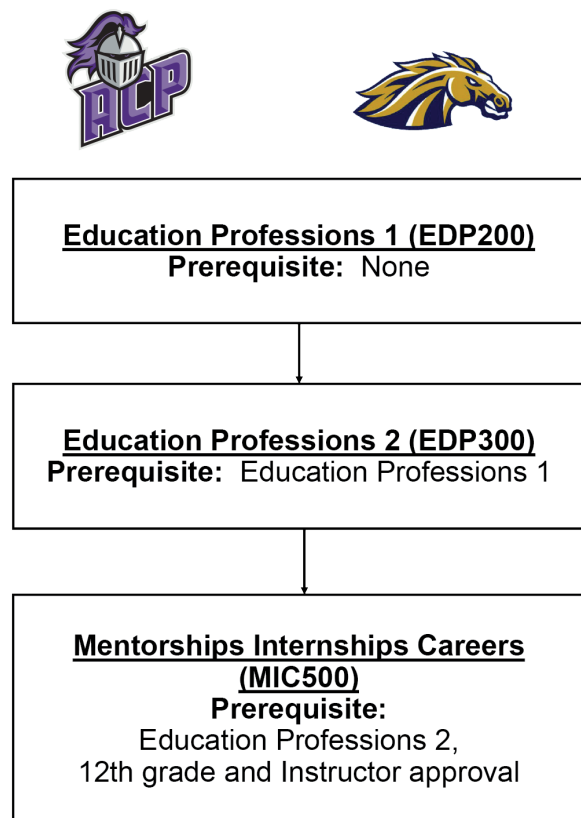 ACP
Education Professions 1 (EDP200)
Prerequisite: None
Education Professions 2 (EDP300)
Prerequisite: Education Professions 1
Mentorships Internships Careers
(MIC500)
Prerequisite:
Education Professions 2,
12th grade and Instructor approval